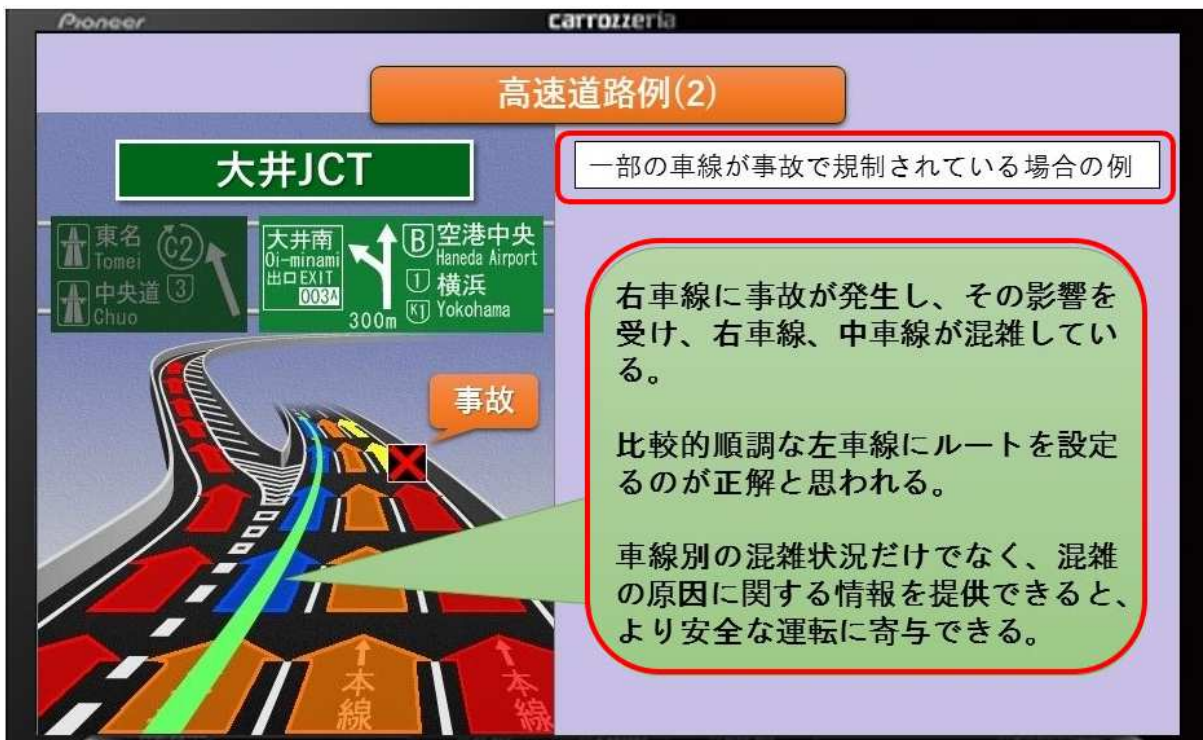 Pioneer
carrozzeria
高速道路例(2)
大井JCT
一部の車線が事故で規制されている場合の例
東名
Tomei
C2
中央道 3
Chuo
大井南
Oi-minami
出口 EXIT
003A
300m
B 空港中央
Haneda Airport
1 横浜
K1 Yokohama
事故
右車線に事故が発生し、その影響を
受け、右車線、中車線が混雑してい
る。
比較的順調な左車線にルートを設定
るのが正解と思われる。
車線別の混雑状況だけでなく、混雑
の原因に関する情報を提供できると、
より安全な運転に寄与できる。
本線
本線